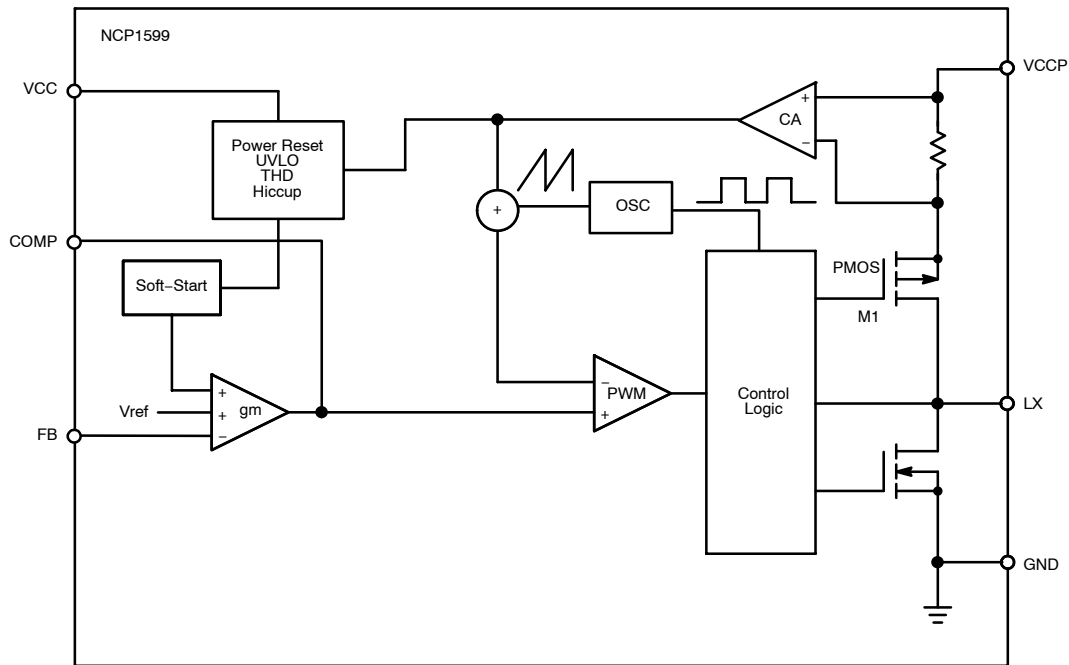 NCP1599
VCC
VCCP
+
CA
−
Power Reset
UVLO
THD
Hiccup
+
OSC
COMP
PMOS
Soft−Start
M1
−
PWM
+
Control
Logic
+
gm
Vref
+
−
FB
LX
GND